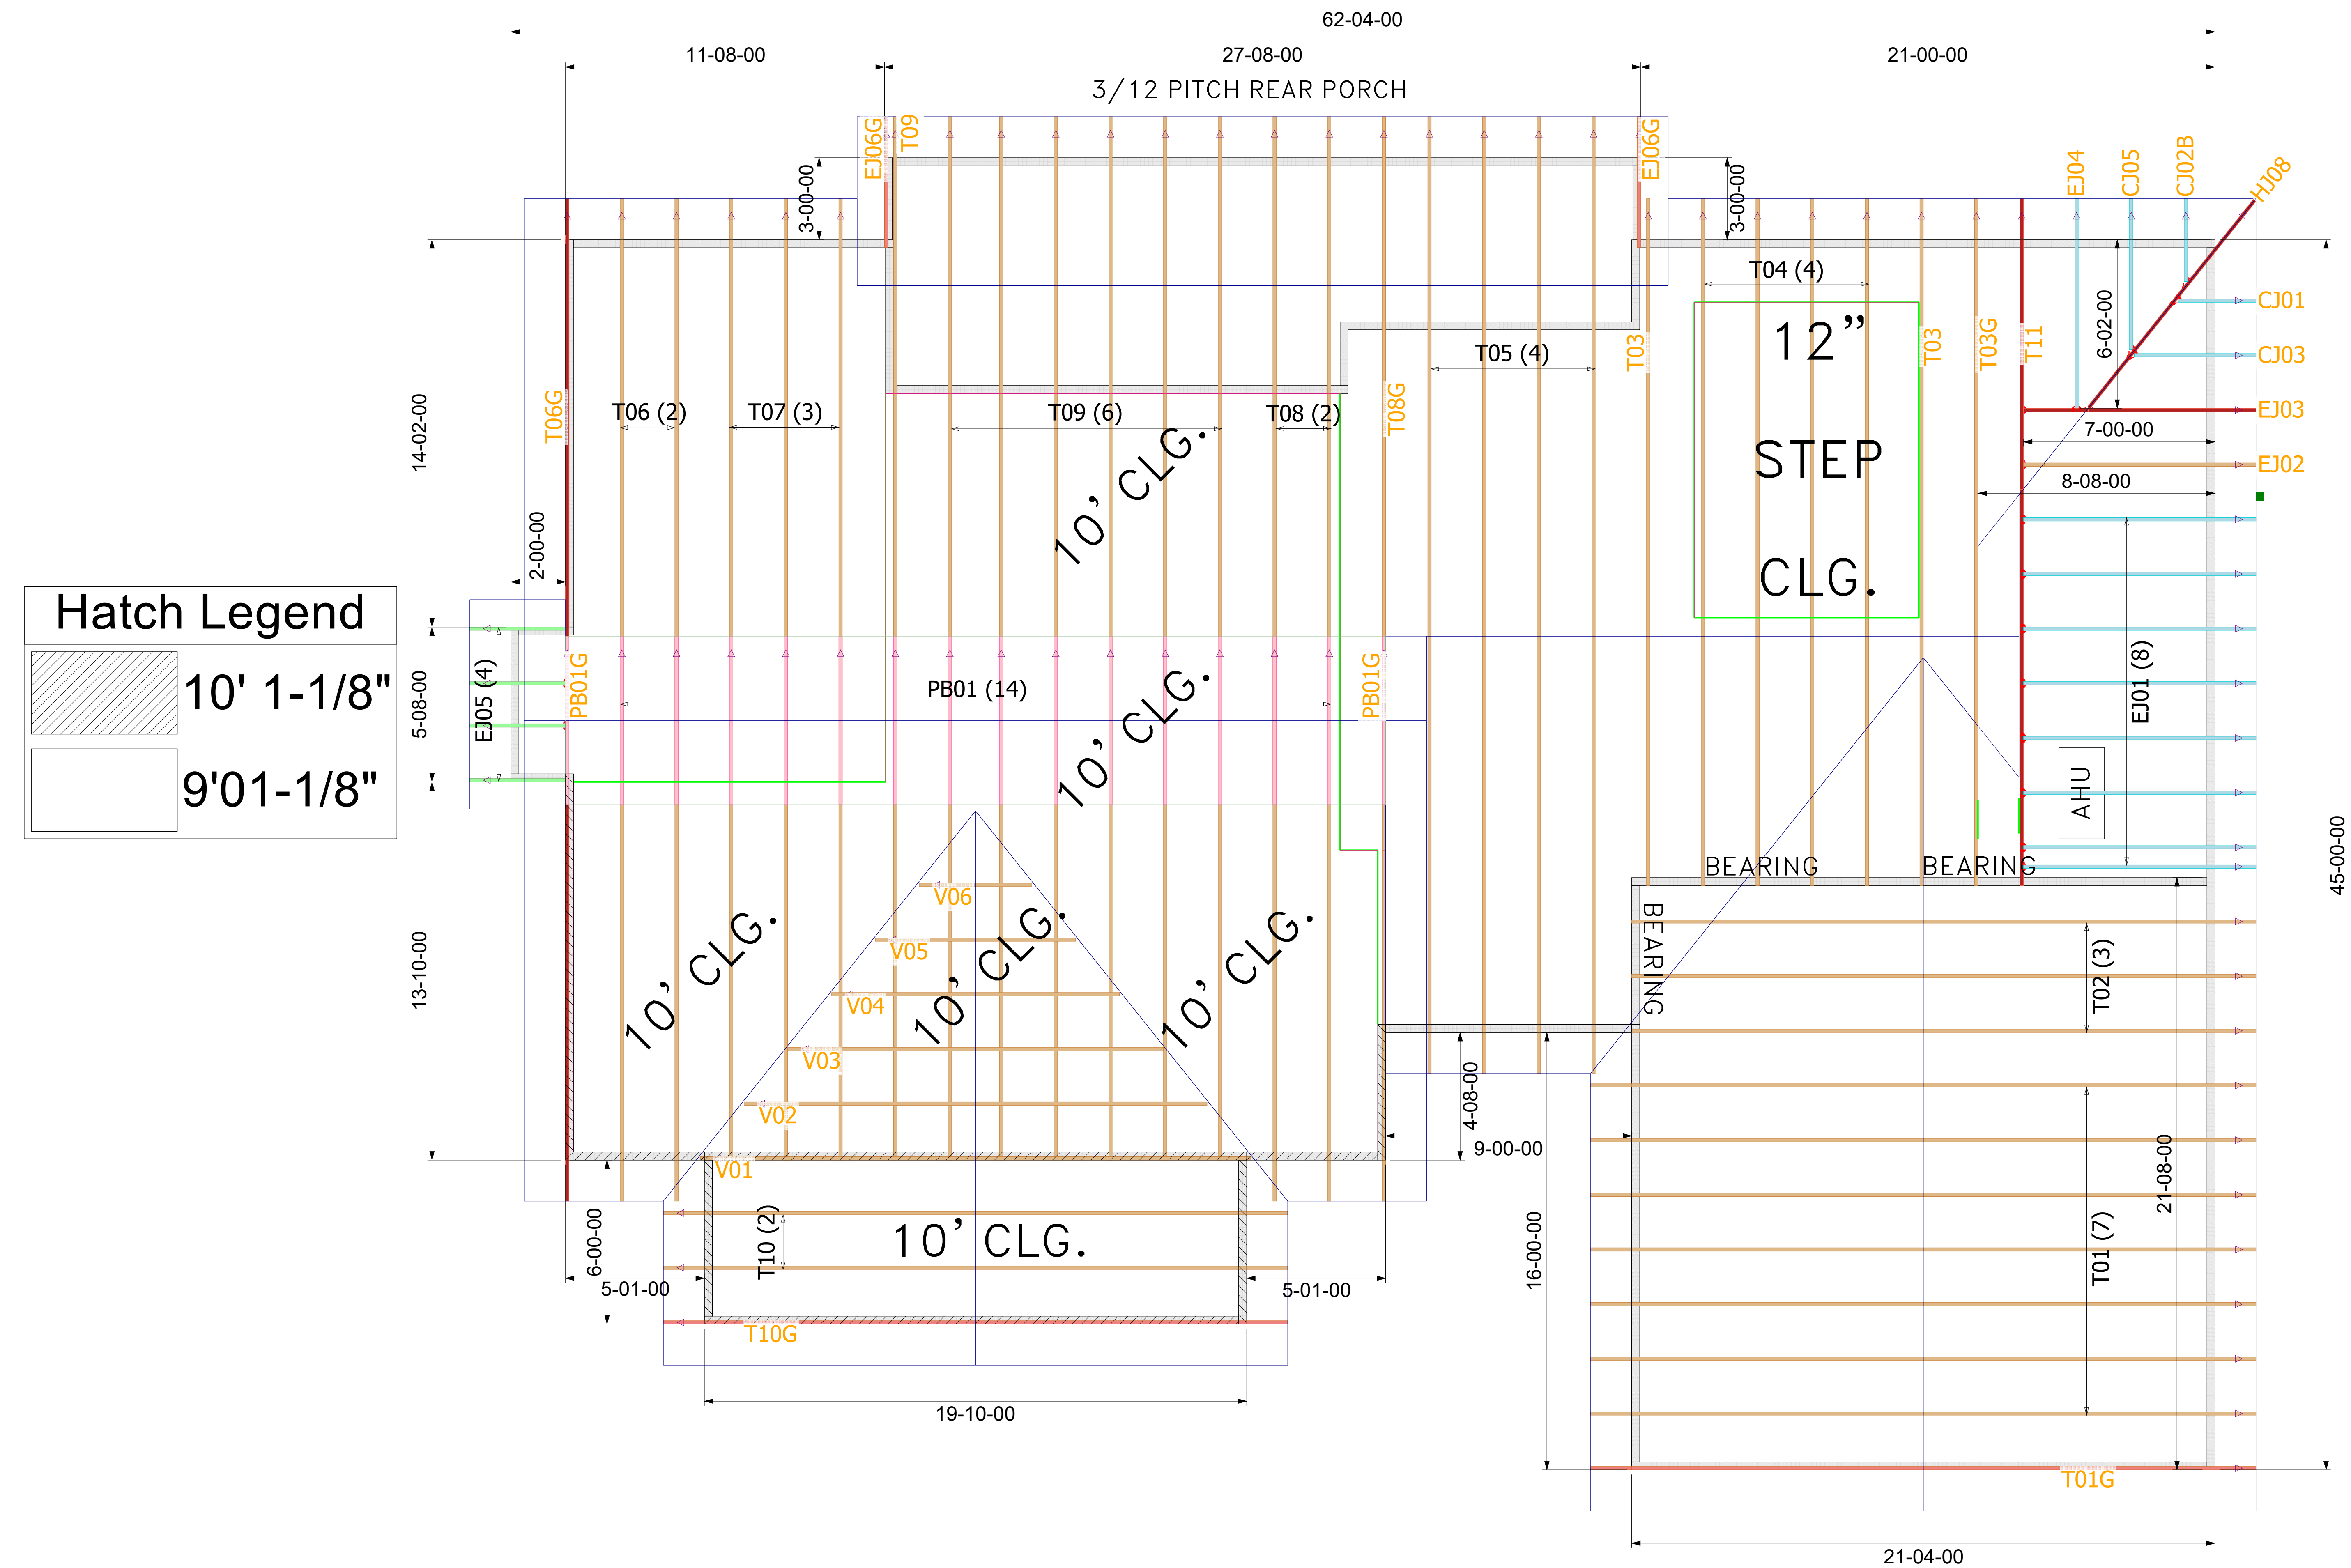 62-04-00
11-08-00
27-08-00
21-00-00
3/12 PITCH REAR PORCH
EJ06G
T09
EJ06G
3-00-00
3-00-00
EJ04
CJ05
CJ02B
HJ08
CJ01
CJ03
EJ03
EJ02
6-02-00
7-00-00
8-08-00
T04 (4)
12”
STEP
CLG.
T03
T03
T03G
T11
T05 (4)
T06G
T06 (2)
T07 (3)
T09 (6)
T08 (2)
T08G
14-02-00
2-00-00
10’ CLG.
Hatch Legend
10' 1-1/8"
9'01-1/8"
5-08-00
EJ05 (4)
PB01G
PB01 (14)
PB01G
10’ CLG.
EJ01 (8)
AHU
45-00-00
BEARING
BEARING
BEARING
V06
V05
V04
V03
V02
V01
10’ CLG.
10’ CLG.
10’ CLG.
13-10-00
T02 (3)
4-08-00
9-00-00
21-08-00
6-00-00
5-01-00
T10 (2)
10’ CLG.
5-01-00
16-00-00
T01 (7)
T10G
19-10-00
T01G
21-04-00